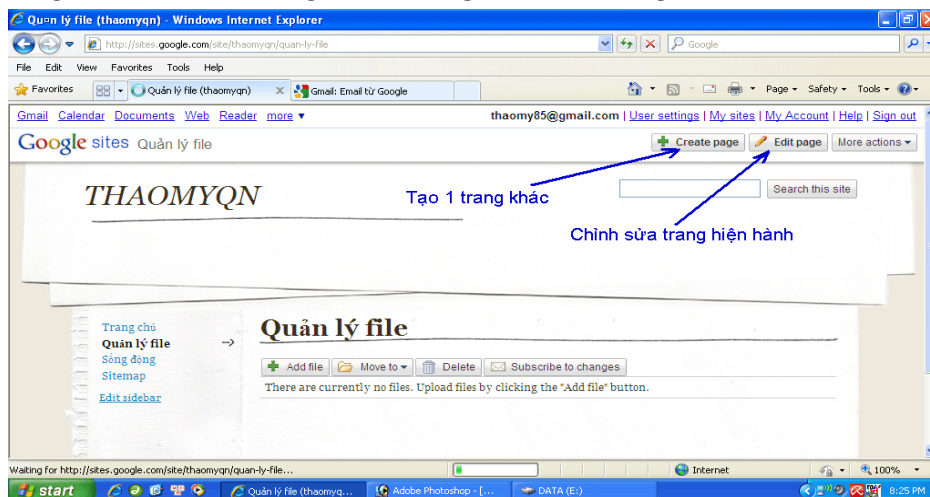 Quản lý file (thaomyqn) - Windows Internet Explorer
http://sites.google.com/site/thaomyqn/quan-ly-file
Google
File Edit View Favorites Tools Help
Favorites
Quản lý file (thaomyqn)
Gmail: Email từ Google
Page Safety Tools
Gmail Calendar Documents Web Reader more ▼
thaomy85@gmail.com | User settings | My sites | My Account | Help | Sign out
Google sites Quản lý file
Create page
Edit page
More actions
THAOMYQN
Tạo 1 trang khác
Search this site
Chỉnh sửa trang hiện hành
Trang chủ
Quản lý file
Sống động
Sitemap
Edit sidebar
Quản lý file
Add file
Move to
Delete
Subscribe to changes
There are currently no files. Upload files by clicking the "Add file" button.
Waiting for http://sites.google.com/site/thaomyqn/quan-ly-file...
Internet
100%
start
Quản lý file (thaomyq...
Adobe Photoshop - [...
DATA (E:)
8:25 PM